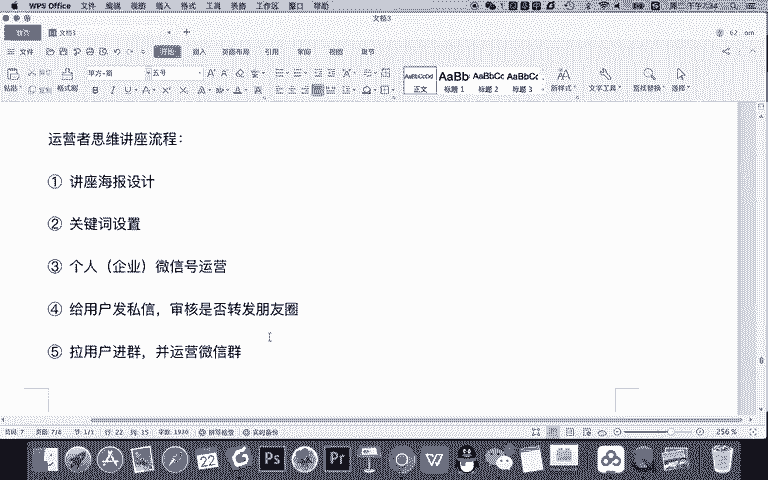 WPS Office 文件 编辑 视图 插入 格式 工具 表格 工作区 窗口 帮助
文档3
首页 文档3
文件 开始 插入 页面布局 引用 审阅 视图 章节
粘贴 剪切 复制 格式刷 五号 AaBbCcDd AaBb AaBbCc AaBbCc 新样式 文字工具 查找替换 选择
正文 标题 1 标题 2 标题 3
运营者思维讲座流程：
① 讲座海报设计
② 关键词设置
③ 个人（企业）微信号运营
④ 给用户发私信，审核是否转发朋友圈
⑤ 拉用户进群，并运营微信群
页码: 7 页面: 7/8 节: 1/1 行: 22 列: 15 字数: 1930 拼写检查 实时备份 256 %
22 Ps Pr